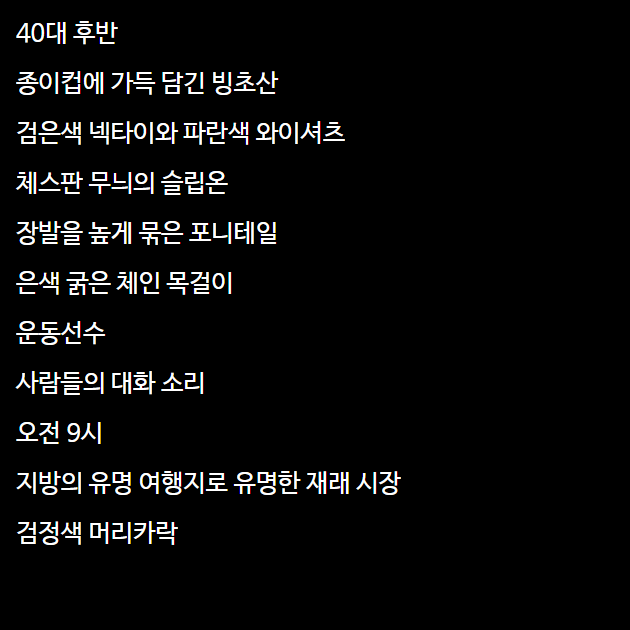 40대 후반
종이컵에 가득 담긴 빙초산
검은색 넥타이와 파란색 와이셔츠
체스판 무늬의 슬립온
장발을 높게 묶은 포니테일
은색 굵은 체인 목걸이
운동선수
사람들의 대화 소리
오전 9시
지방의 유명 여행지로 유명한 재래 시장
검정색 머리카락